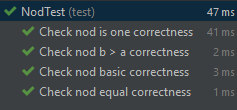 NodTest (test) 47 ms
Check nod is one correctness 41 ms
Check nod b > a correctness 2 ms
Check nod basic correctness 3 ms
Check nod equal correctness 1 ms